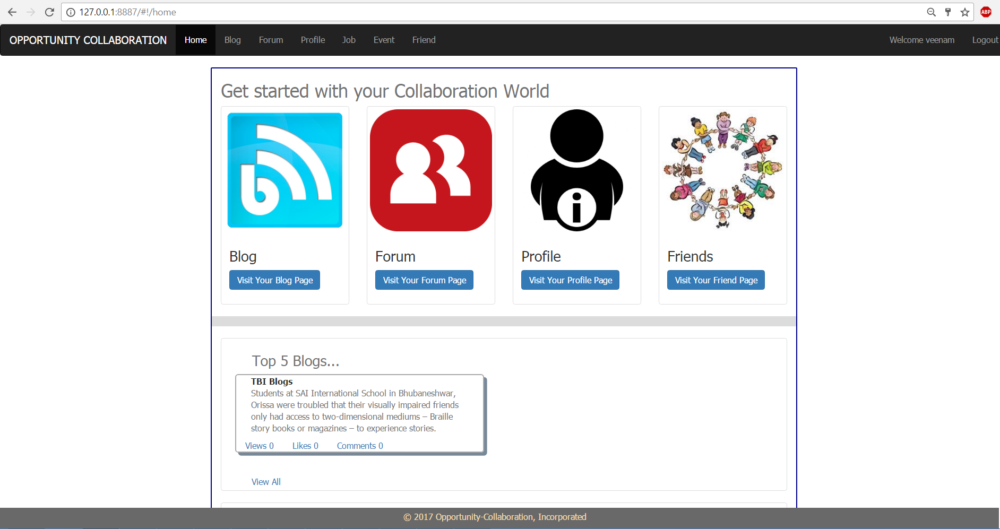 127.0.0.1:8887/#!/home
ABP
OPPORTUNITY COLLABORATION Home Blog Forum Profile Job Event Friend Welcome veenam Logout
Get started with your Collaboration World
Blog Forum Profile Friends
Visit Your Blog Page Visit Your Forum Page Visit Your Profile Page Visit Your Friend Page
Top 5 Blogs...
TBI Blogs
Students at SAI International School in Bhubaneshwar,
Orissa were troubled that their visually impaired friends
only had access to two-dimensional mediums – Braille
story books or magazines – to experience stories.
Views 0 Likes 0 Comments 0
View All
© 2017 Opportunity-Collaboration, Incorporated